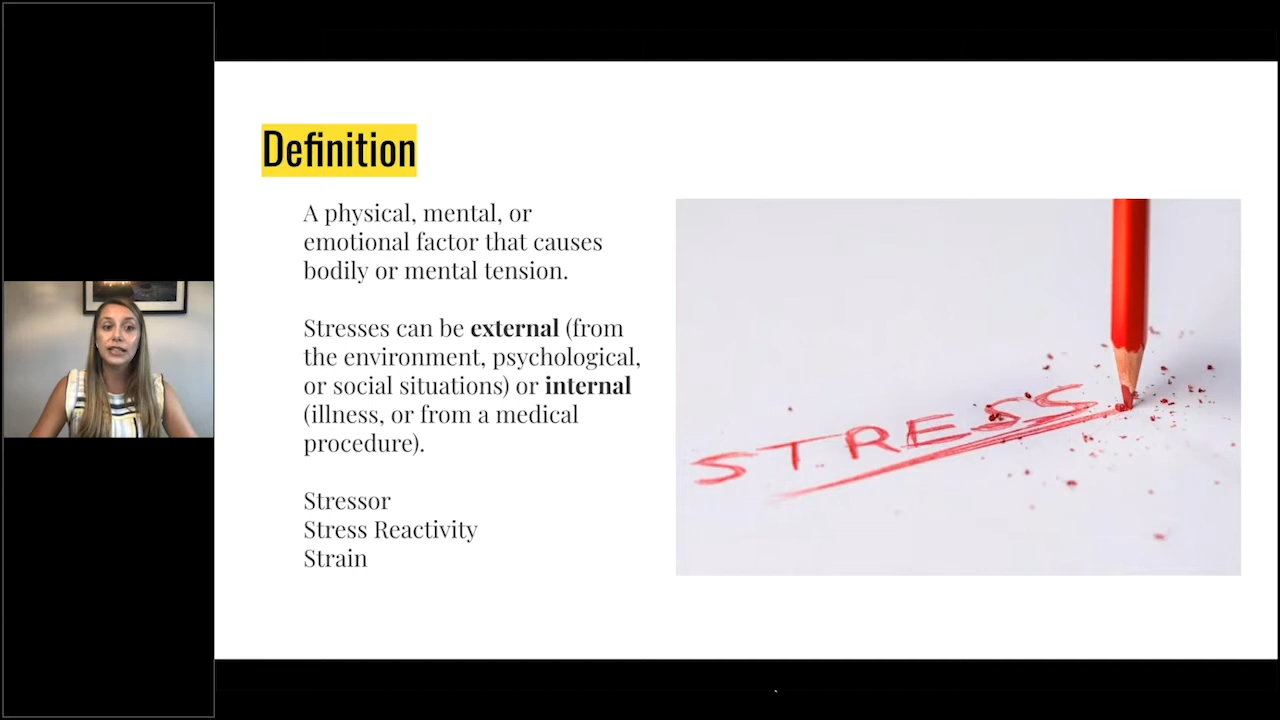 Definition
A physical, mental, or
emotional factor that causes
bodily or mental tension.
Stresses can be external (from
the environment, psychological,
or social situations) or internal
(illness, or from a medical
procedure).
Stressor
Stress Reactivity
Strain
STRESS